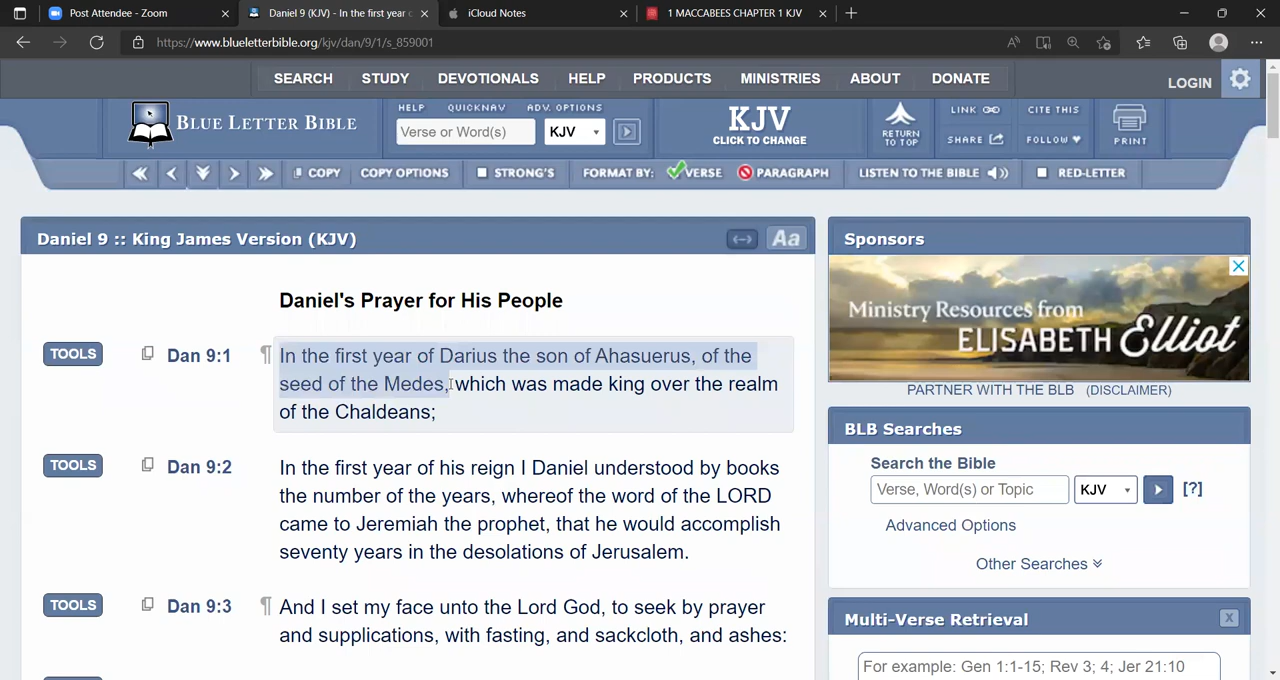 Post Attendee - Zoom
Daniel 9 (KJV) - In the first year o
iCloud Notes
1 MACCABEES CHAPTER 1 KJV
https://www.blueletterbible.org/kjv/dan/9/1/s_859001
SEARCH STUDY DEVOTIONALS HELP PRODUCTS MINISTRIES ABOUT DONATE
LOGIN
BLUE LETTER BIBLE
HELP QUICKNAV ADV. OPTIONS
Verse or Word(s)
KJV
KJV
CLICK TO CHANGE
RETURN
TO TOP
LINK
CITE THIS
SHARE
FOLLOW
PRINT
COPY COPY OPTIONS STRONG'S FORMAT BY: VERSE PARAGRAPH LISTEN TO THE BIBLE RED-LETTER
Daniel 9 :: King James Version (KJV)
Aa
Daniel's Prayer for His People
TOOLS Dan 9:1 ¶ In the first year of Darius the son of Ahasuerus, of the
seed of the Medes, which was made king over the realm
of the Chaldeans;
TOOLS Dan 9:2 In the first year of his reign I Daniel understood by books
the number of the years, whereof the word of the LORD
came to Jeremiah the prophet, that he would accomplish
seventy years in the desolations of Jerusalem.
TOOLS Dan 9:3 ¶ And I set my face unto the Lord God, to seek by prayer
and supplications, with fasting, and sackcloth, and ashes:
Sponsors
Ministry Resources from
ELISABETH Elliot
PARTNER WITH THE BLB (DISCLAIMER)
BLB Searches
Search the Bible
Verse, Word(s) or Topic
KJV
[?]
Advanced Options
Other Searches
Multi-Verse Retrieval
X
For example: Gen 1:1-15; Rev 3; 4; Jer 21:10